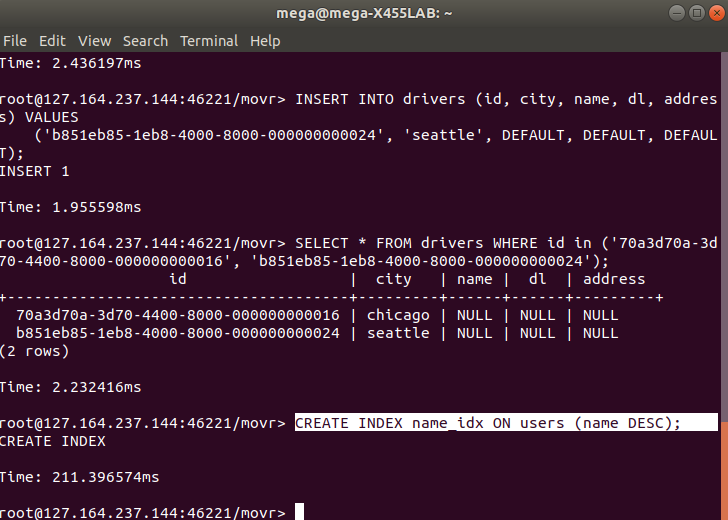 mega@mega-X455LAB: ~
File Edit View Search Terminal Help
Time: 2.436197ms
root@127.164.237.144:46221/movr> INSERT INTO drivers (id, city, name, dl, addres
s) VALUES
    ('b851eb85-1eb8-4000-8000-000000000024', 'seattle', DEFAULT, DEFAULT, DEFAUL
T);
INSERT 1
Time: 1.955598ms
root@127.164.237.144:46221/movr> SELECT * FROM drivers WHERE id in ('70a3d70a-3d
70-4400-8000-000000000016', 'b851eb85-1eb8-4000-8000-000000000024');
                   id                  |  city   | name |  dl  | address
+--------------------------------------+---------+------+------+---------+
  70a3d70a-3d70-4400-8000-000000000016 | chicago | NULL | NULL | NULL
  b851eb85-1eb8-4000-8000-000000000024 | seattle | NULL | NULL | NULL
(2 rows)
Time: 2.232416ms
root@127.164.237.144:46221/movr> CREATE INDEX name_idx ON users (name DESC);
CREATE INDEX
Time: 211.396574ms
root@127.164.237.144:46221/movr>